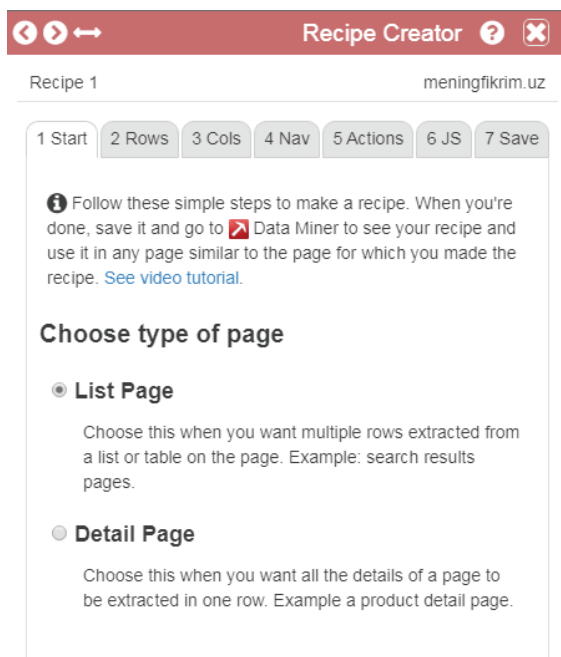 Recipe Creator
Recipe 1 meningfikrim.uz
1 Start 2 Rows 3 Cols 4 Nav 5 Actions 6 JS 7 Save
Follow these simple steps to make a recipe. When you're
done, save it and go to Data Miner to see your recipe and
use it in any page similar to the page for which you made the
recipe. See video tutorial.
Choose type of page
List Page
Choose this when you want multiple rows extracted from
a list or table on the page. Example: search results
pages.
Detail Page
Choose this when you want all the details of a page to
be extracted in one row. Example a product detail page.